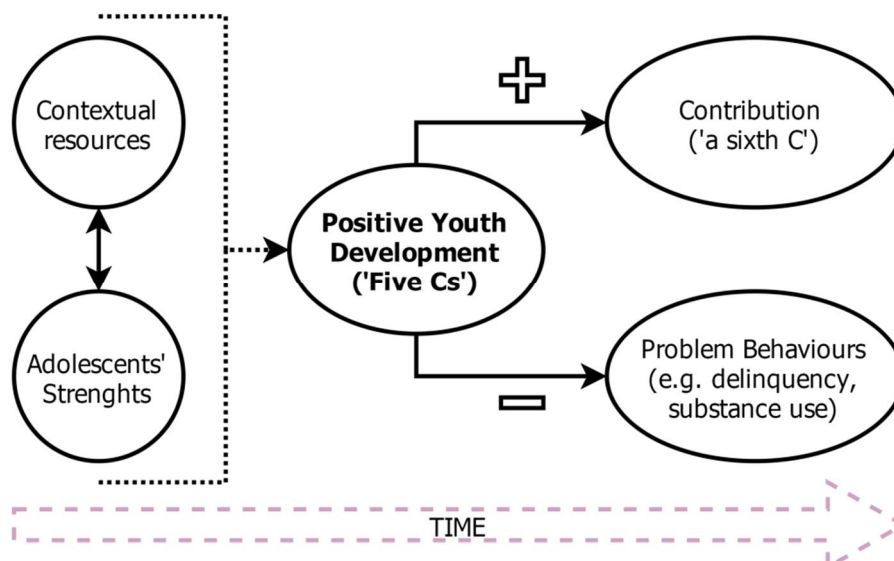 Contextual
resources
Adolescents'
Strenghts
Positive Youth
Development
('Five Cs')
Contribution
('a sixth C')
Problem Behaviours
(e.g. delinquency,
substance use)
TIME